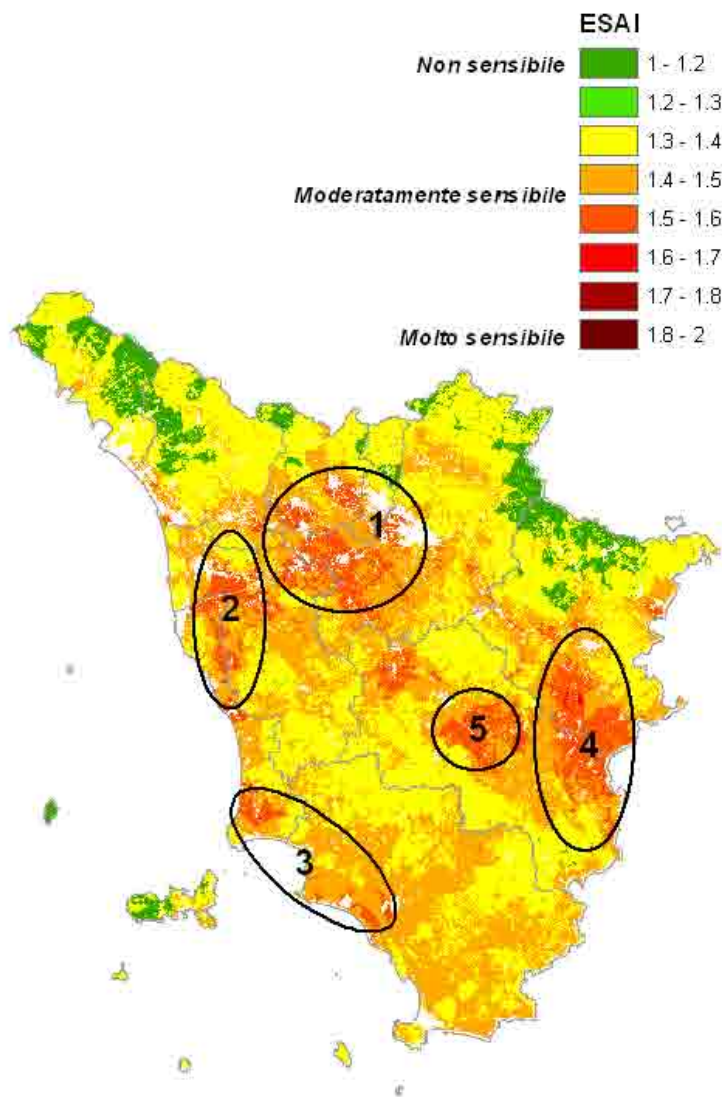 ESAI
Non sensibile 1 - 1.2
1.2 - 1.3
1.3 - 1.4
1.4 - 1.5
Moderatamente sensibile
1.5 - 1.6
1.6 - 1.7
1.7 - 1.8
Molto sensibile 1.8 - 2
1
2
5
4
3